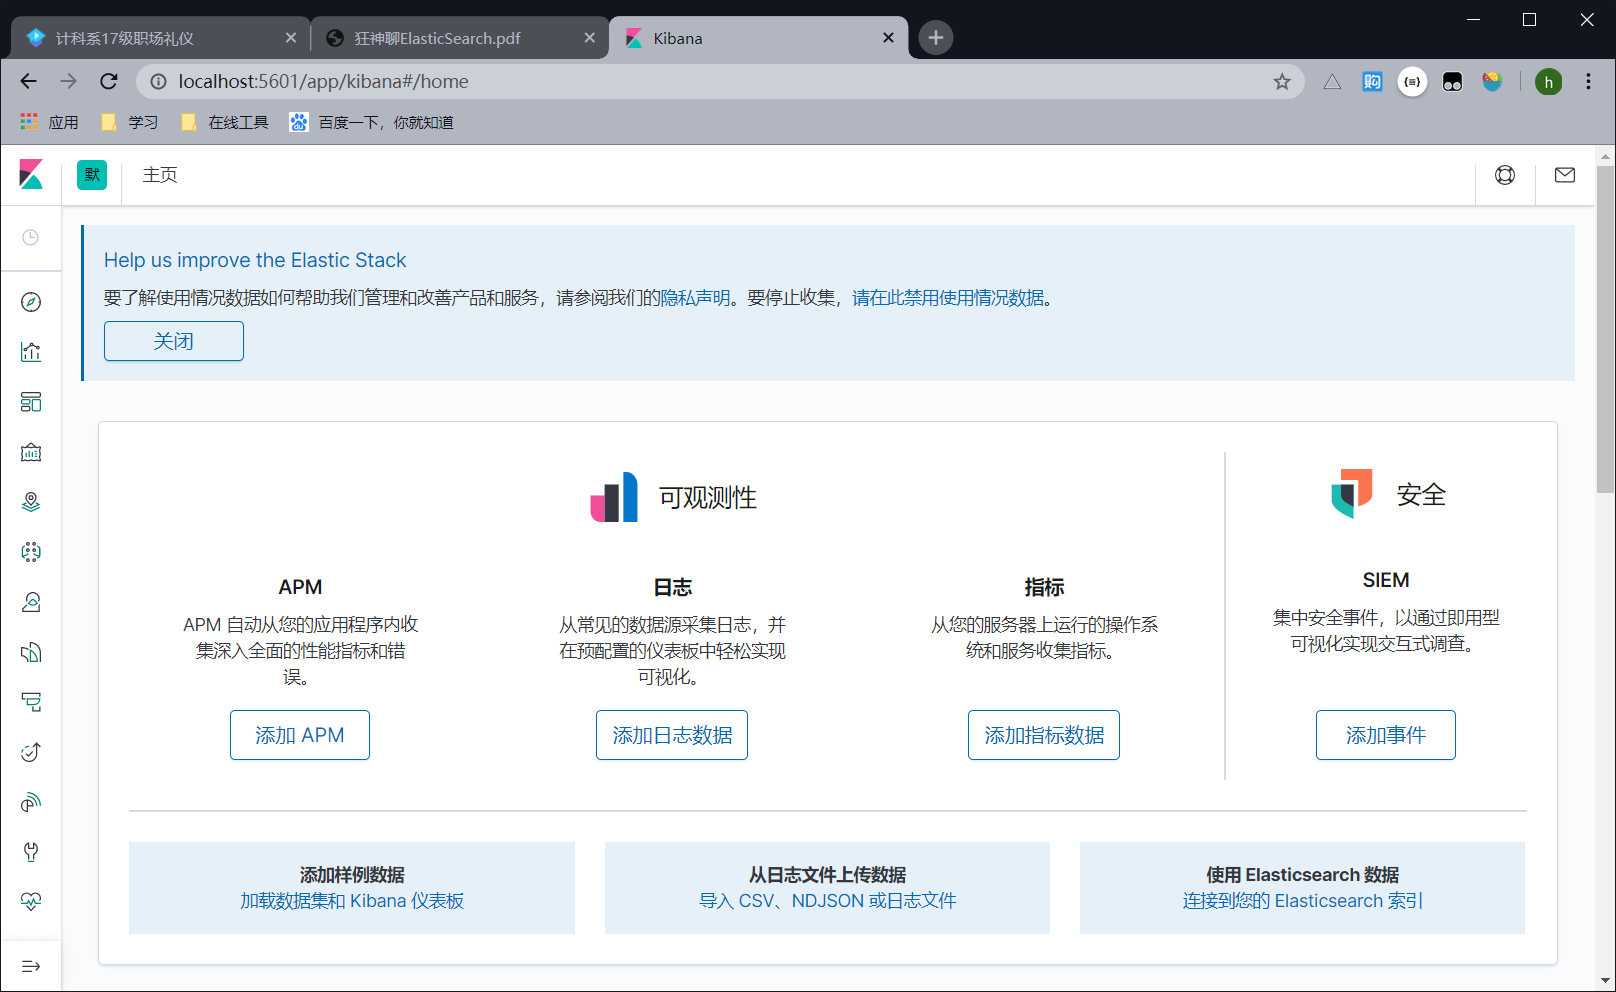 计科系17级职场礼仪
狂神聊ElasticSearch.pdf
Kibana
localhost:5601/app/kibana#/home
购
h
应用
学习
在线工具
百度一下，你就知道
默
主页
Help us improve the Elastic Stack
要了解使用情况数据如何帮助我们管理和改善产品和服务，请参阅我们的隐私声明。要停止收集，请在此禁用使用情况数据。
关闭
可观测性
安全
APM
APM 自动从您的应用程序内收
集深入全面的性能指标和错
误。
添加 APM
日志
从常见的数据源采集日志，并
在预配置的仪表板中轻松实现
可视化。
添加日志数据
指标
从您的服务器上运行的操作系
统和服务收集指标。
添加指标数据
SIEM
集中安全事件，以通过即用型
可视化实现交互式调查。
添加事件
添加样例数据
加载数据集和 Kibana 仪表板
从日志文件上传数据
导入 CSV、NDJSON 或日志文件
使用 Elasticsearch 数据
连接到您的 Elasticsearch 索引